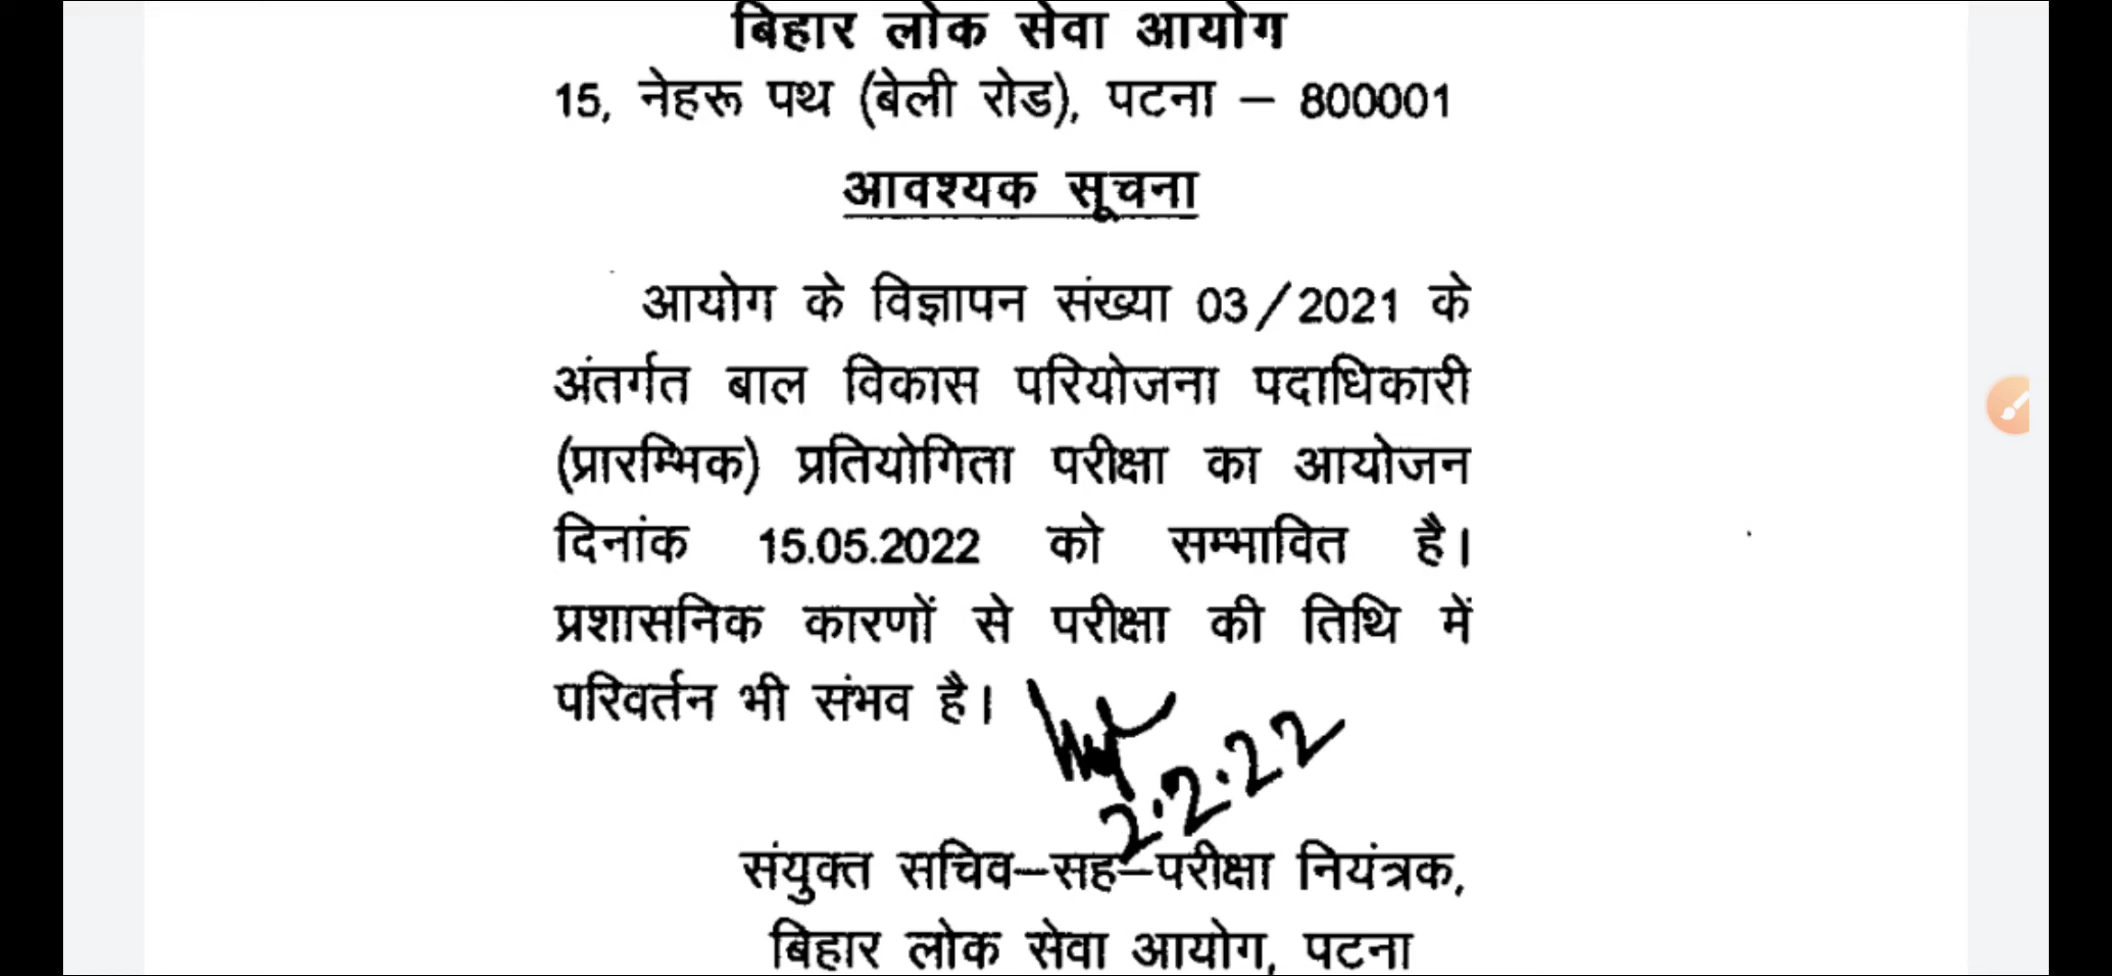 बिहार लोक सेवा आयोग
15, नेहरू पथ (बेली रोड), पटना – 800001
आवश्यक सूचना
आयोग के विज्ञापन संख्या 03/2021 के
अंतर्गत बाल विकास परियोजना पदाधिकारी
(प्रारम्भिक) प्रतियोगिता परीक्षा का आयोजन
दिनांक 15.05.2022 को सम्भावित है।
प्रशासनिक कारणों से परीक्षा की तिथि में
परिवर्तन भी संभव है।
2.2.22
संयुक्त सचिव–सह–परीक्षा नियंत्रक,
बिहार लोक सेवा आयोग, पटना